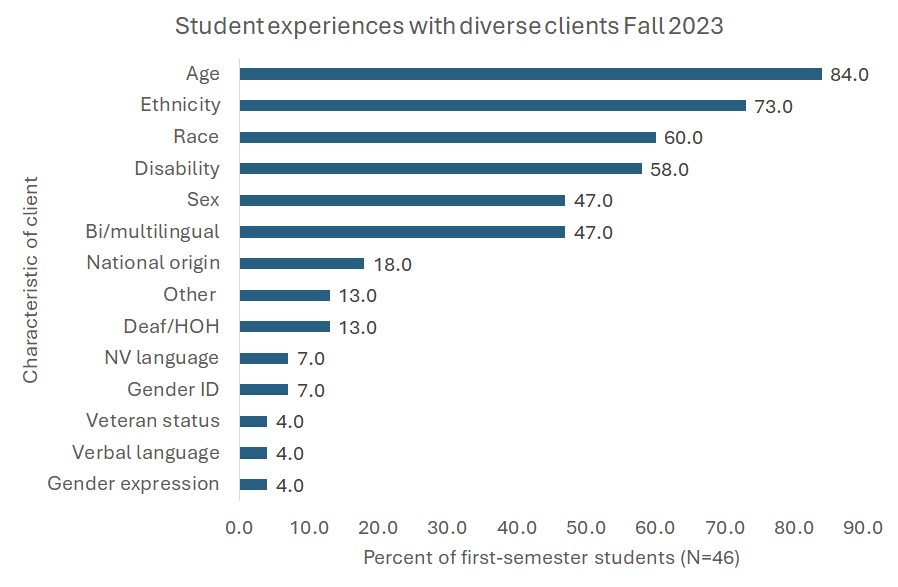 Student experiences with diverse clients Fall 2023
Characteristic of client
Age 84.0
Ethnicity 73.0
Race 60.0
Disability 58.0
Sex 47.0
Bi/multilingual 47.0
National origin 18.0
Other 13.0
Deaf/HOH 13.0
NV language 7.0
Gender ID 7.0
Veteran status 4.0
Verbal language 4.0
Gender expression 4.0
0.0 10.0 20.0 30.0 40.0 50.0 60.0 70.0 80.0 90.0
Percent of first-semester students (N=46)